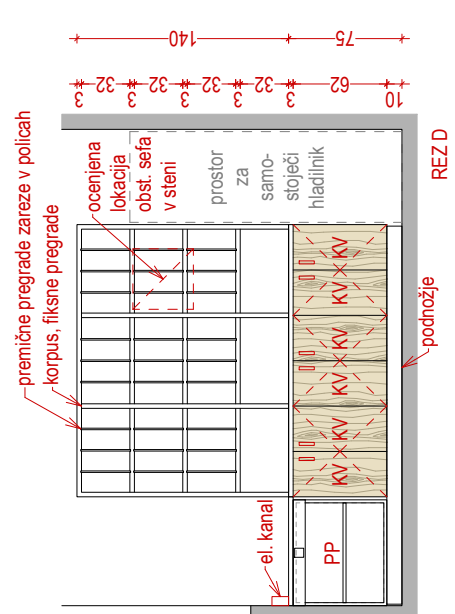 premične pregrade zareze v policah
korpus, fiksne pregrade
ocenjena
lokacija
obst. sefa
v steni
prostor
za
samo-
stoječi
hladilnik
el. kanal
PP
KV
KV
KV
KV
KV
KV
podnožje
REZ D
3
32
3
32
3
32
3
32
3
62
10
140
75